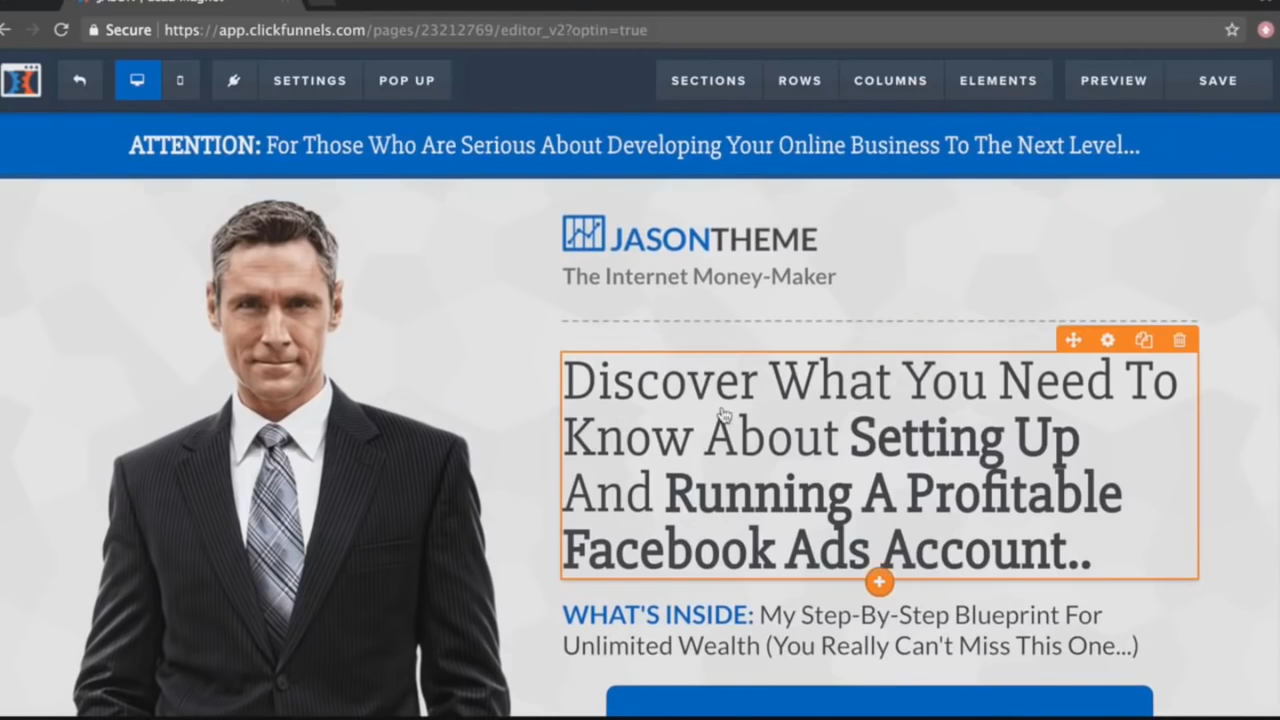 Secure
https://app.clickfunnels.com/pages/23212769/editor_v2?optin=true
SETTINGS
POP UP
SECTIONS
ROWS
COLUMNS
ELEMENTS
PREVIEW
SAVE
ATTENTION: For Those Who Are Serious About Developing Your Online Business To The Next Level...
JASONTHEME
The Internet Money-Maker
Discover What You Need To
Know About Setting Up
And Running A Profitable
Facebook Ads Account..
WHAT'S INSIDE: My Step-By-Step Blueprint For
Unlimited Wealth (You Really Can't Miss This One...)